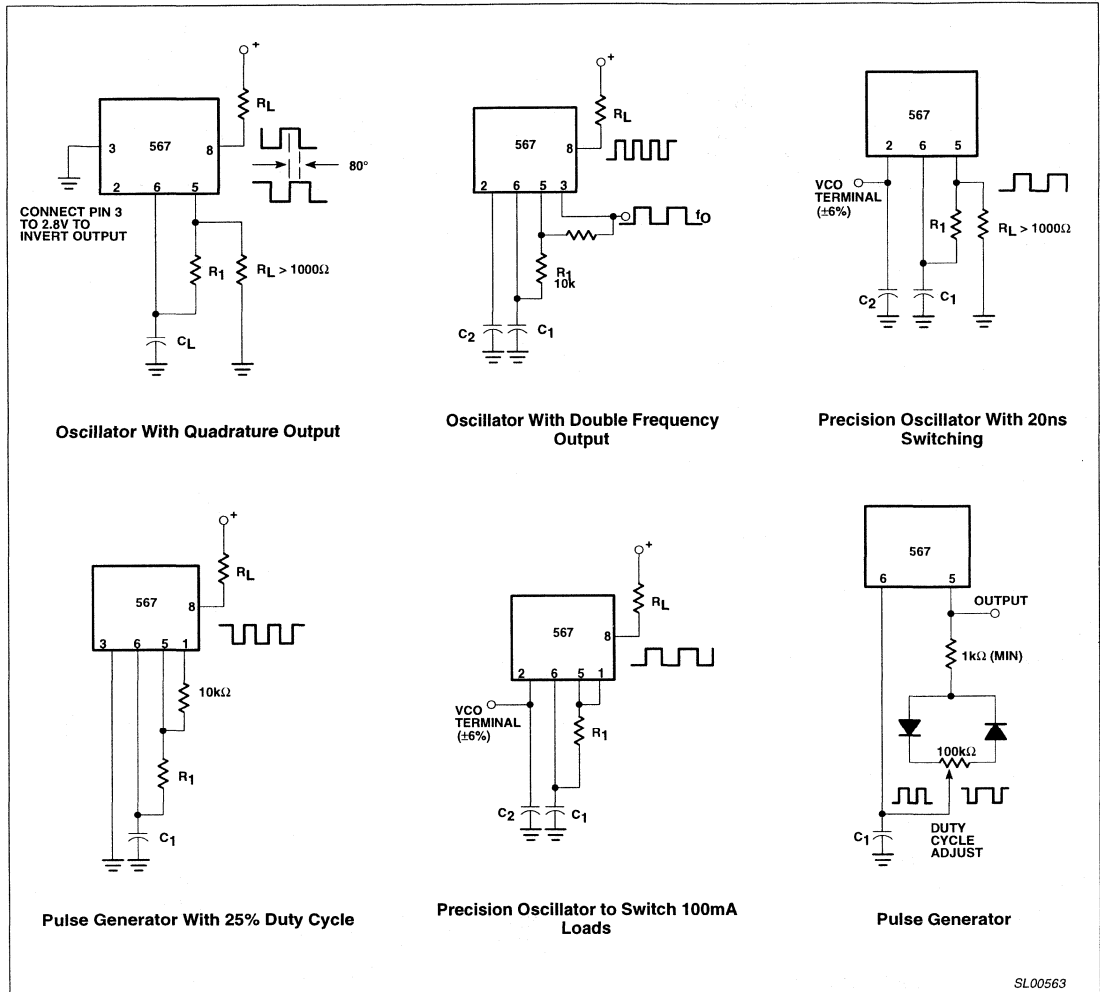 +
RL
3
567
8
2
6
5
80°
CONNECT PIN 3
TO 2.8V TO
INVERT OUTPUT
R1
RL > 1000Ω
CL
Oscillator With Quadrature Output
+
RL
567
8
2
6
5
3
fO
R1
10k
C2
C1
Oscillator With Double Frequency
Output
567
2
6
5
VCO
TERMINAL
(±6%)
R1
RL > 1000Ω
C2
C1
Precision Oscillator With 20ns
Switching
+
RL
567
8
3
6
5
1
10kΩ
R1
C1
Pulse Generator With 25% Duty Cycle
+
RL
567
8
2
6
5
1
VCO
TERMINAL
(±6%)
R1
C2
C1
Precision Oscillator to Switch 100mA
Loads
567
6
5
OUTPUT
1kΩ (MIN)
100kΩ
C1
DUTY
CYCLE
ADJUST
Pulse Generator
SL00563